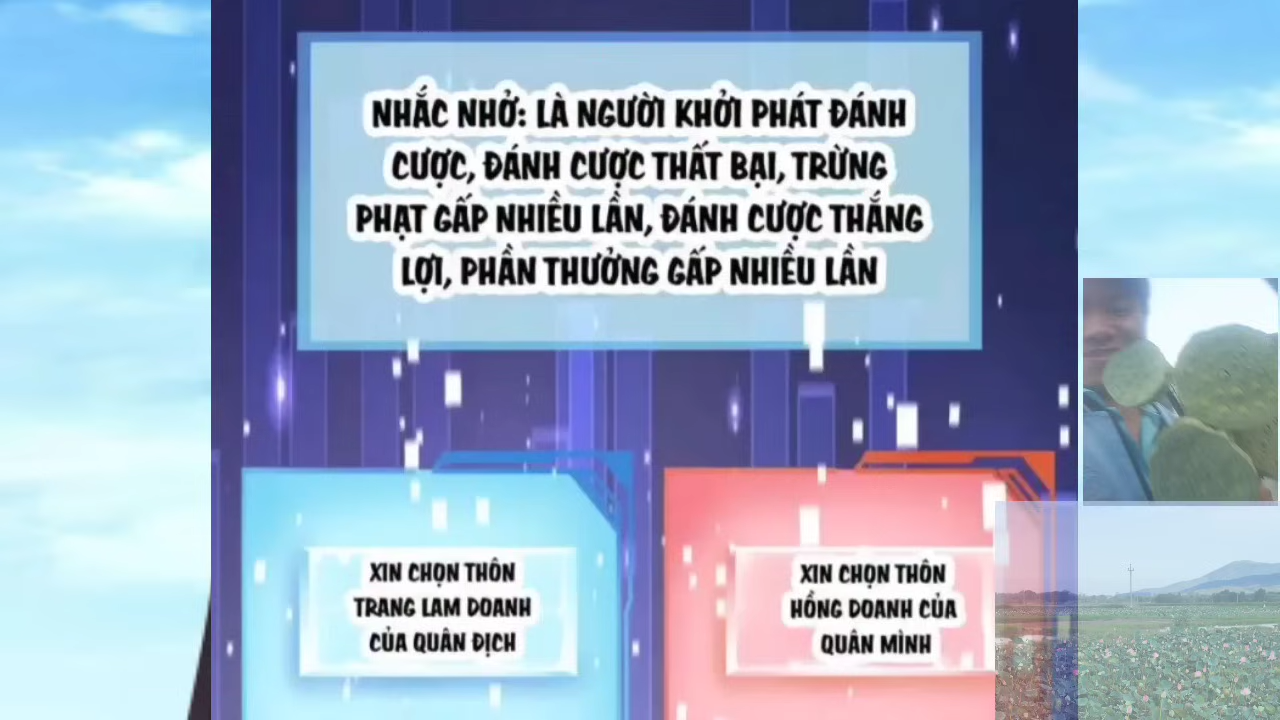 NHẮC NHỞ: LÀ NGƯỜI KHỞI PHÁT ĐÁNH
CƯỢC, ĐÁNH CƯỢC THẤT BẠI, TRỪNG
PHẠT GẤP NHIỀU LẦN, ĐÁNH CƯỢC THẮNG
LỢI, PHẦN THƯỞNG GẤP NHIỀU LẦN
XIN CHỌN THÔN
TRANG LAM DOANH
CỦA QUÂN ĐỊCH
XIN CHỌN THÔN
HỒNG DOANH CỦA
QUÂN MÌNH